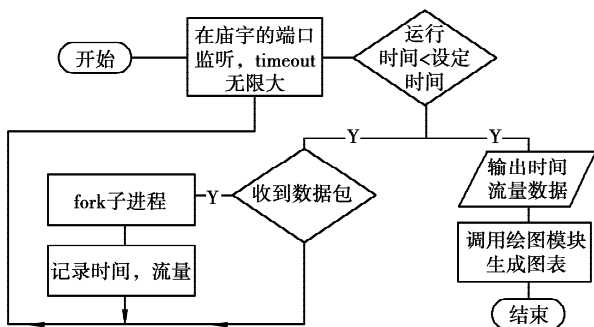 开始
在庙宇的端口
监听，timeout
无限大
运行
时间<设定
时间
Y
Y
fork子进程
Y
收到数据包
输出时间
流量数据
记录时间，流量
调用绘图模块
生成图表
结束